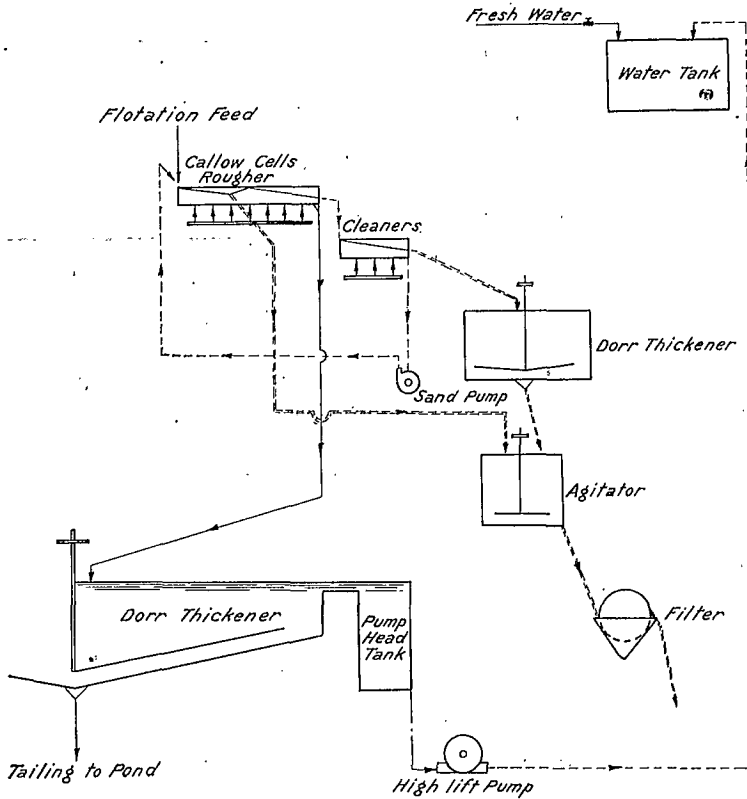 Fresh Water
Water Tank
Flotation Feed
Callow Cells
Rougher
Cleaners
Dorr Thickener
Sand Pump
Agitator
Dorr Thickener
Pump
Head
Tank
Filter
Tailing to Pond
High lift Pump